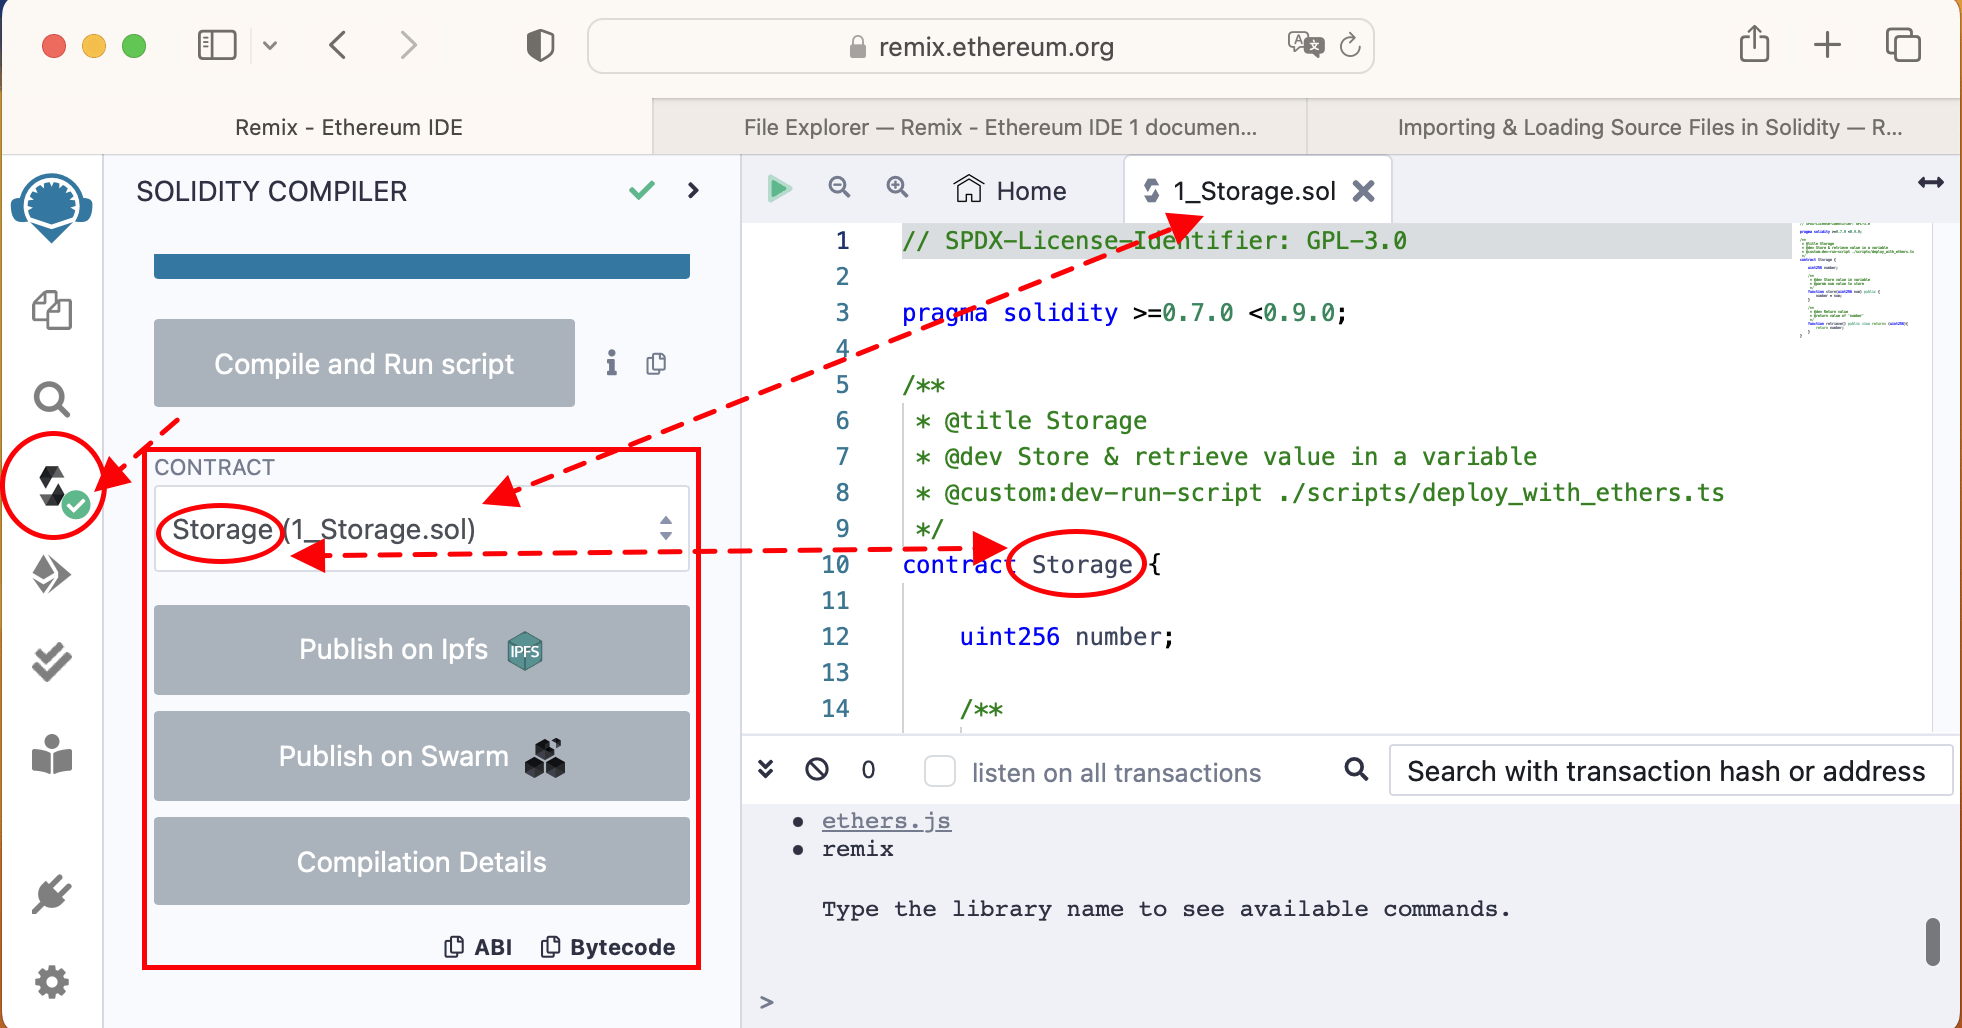 remix.ethereum.org
Remix - Ethereum IDE
File Explorer — Remix - Ethereum IDE 1 documen...
Importing & Loading Source Files in Solidity — R...
SOLIDITY COMPILER
Compile and Run script
CONTRACT
Storage (1_Storage.sol)
Publish on Ipfs
IPFS
Publish on Swarm
Compilation Details
ABI
Bytecode
Home
1_Storage.sol
1 // SPDX-License-Identifier: GPL-3.0
2
3 pragma solidity >=0.7.0 <0.9.0;
4
5 /**
6 * @title Storage
7 * @dev Store & retrieve value in a variable
8 * @custom:dev-run-script ./scripts/deploy_with_ethers.ts
9 */
10 contract Storage {
11
12 uint256 number;
13
14 /**
0
listen on all transactions
Search with transaction hash or address
• ethers.js
• remix
Type the library name to see available commands.
>